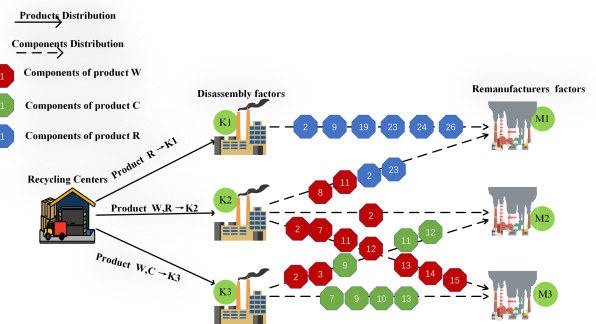 Products Distribution
Components Distribution
1 Components of product W
1 Components of product C
1 Components of product R
Disassembly factors
Remanufacturers factors
Recycling Centers
Product R →K1
Product W,R →K2
Product W,C →K3
K1
2 9 19 23 24 26
M1
K2
8 11 2 23
2
M2
2 7 11 12 13 14 15
K3
2 3 9 11 12
7 9 10 13
M3